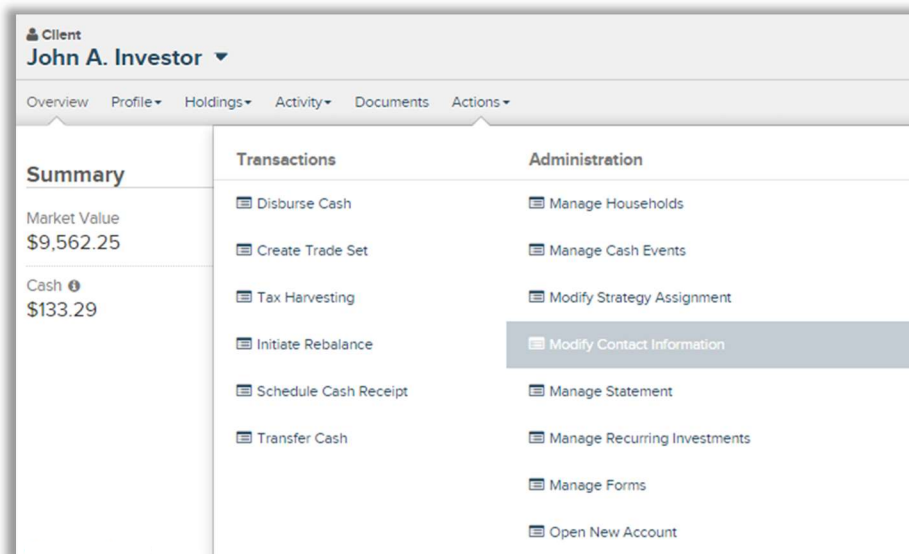 Client
John A. Investor
Overview Profile Holdings Activity Documents Actions
Summary
Market Value
$9,562.25
Cash
$133.29
Transactions
Disburse Cash
Create Trade Set
Tax Harvesting
Initiate Rebalance
Schedule Cash Receipt
Transfer Cash
Administration
Manage Households
Manage Cash Events
Modify Strategy Assignment
Modify Contact Information
Manage Statement
Manage Recurring Investments
Manage Forms
Open New Account